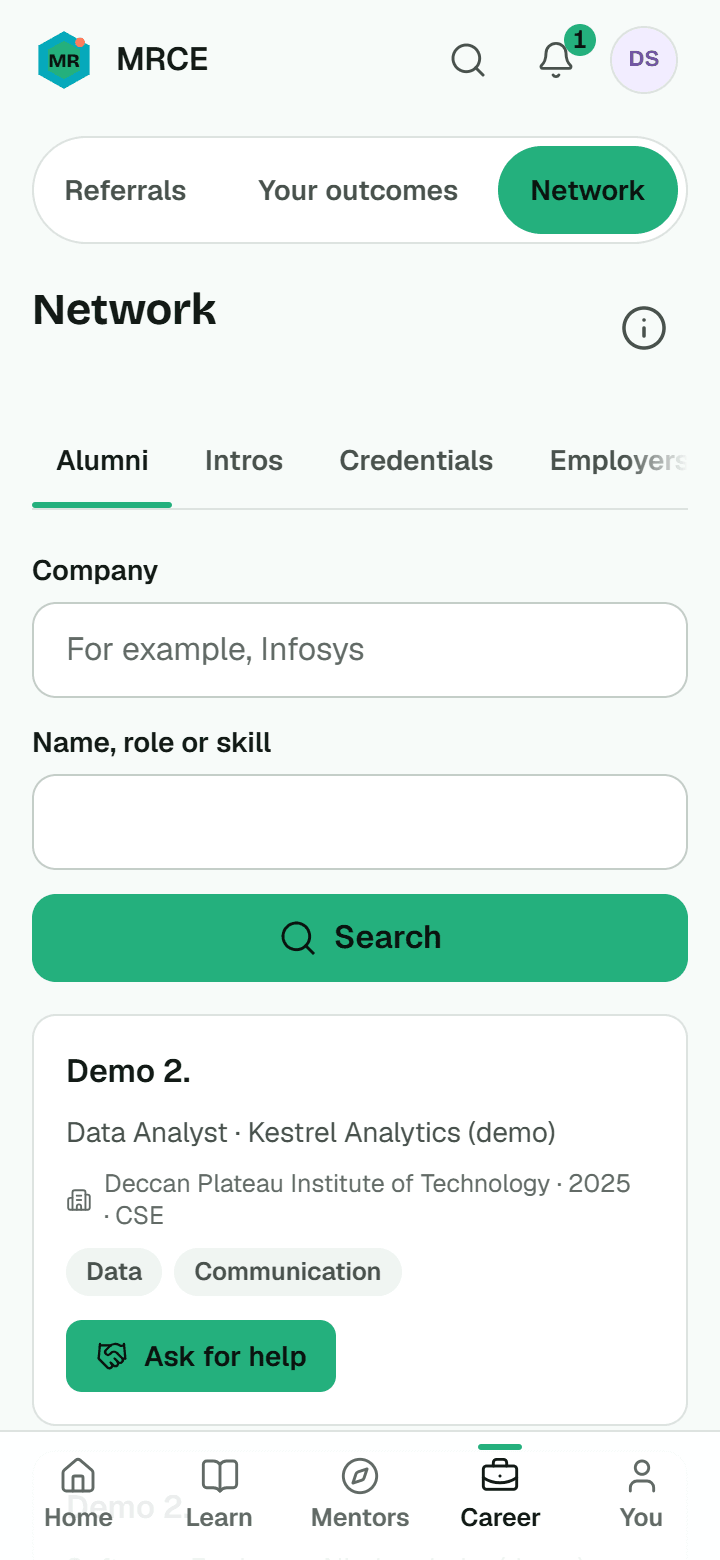 MR
MRCE
1
DS
Referrals
Your outcomes
Network
Network
Alumni
Intros
Credentials
Employers
Company
For example, Infosys
Name, role or skill
Search
Demo 2.
Data Analyst · Kestrel Analytics (demo)
Deccan Plateau Institute of Technology · 2025
· CSE
Data
Communication
Ask for help
Demo 2.
Home
Learn
Mentors
Career
You